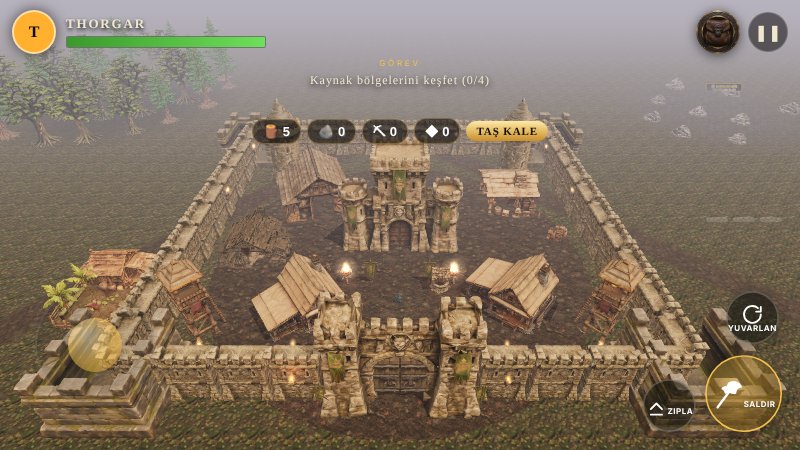 T
THORGAR
GÖREV
Kaynak bölgelerini keşfet (0/4)
5
0
0
0
TAŞ KALE
YUVARLAN
ZIPLA
SALDIR